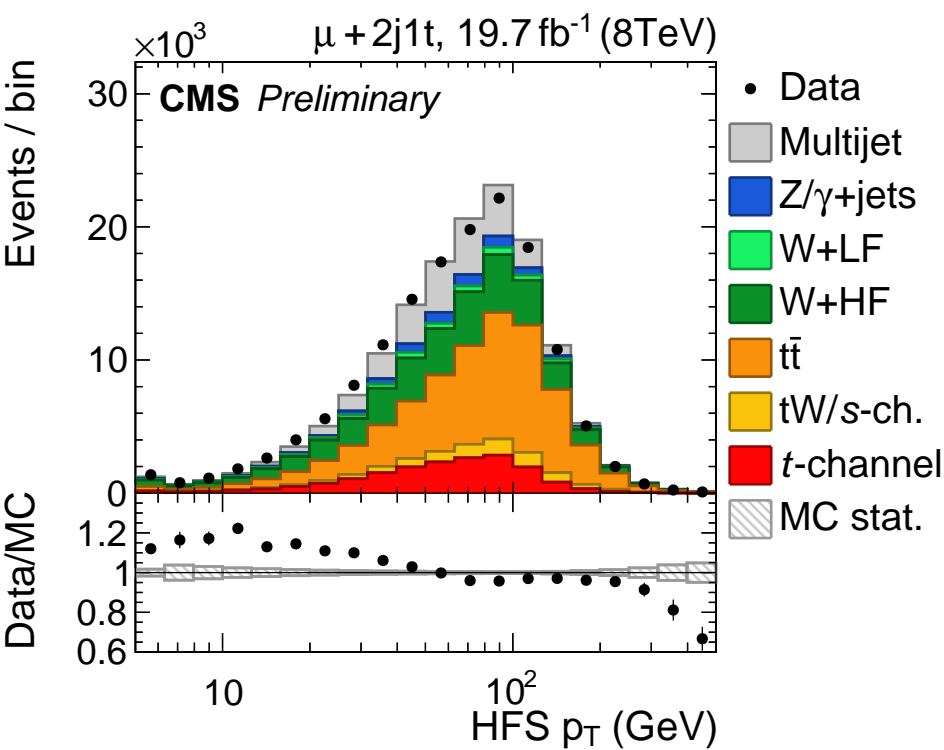 ×10³
μ + 2j1t, 19.7 fb⁻¹ (8TeV)
CMS Preliminary
Events / bin
30
20
10
0
Data
Multijet
Z/γ+jets
W+LF
W+HF
tt̄
tW/s-ch.
t-channel
MC stat.
Data/MC
1.2
1
0.8
0.6
10
10²
HFS pT (GeV)